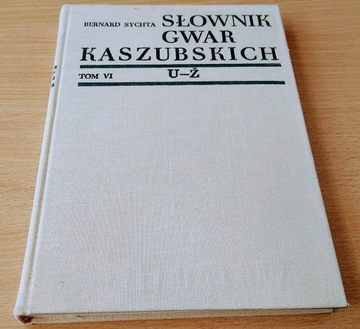 BERNARD SYCHTA SŁOWNIK
GWAR
KASZUBSKICH
TOM VI U–Ż